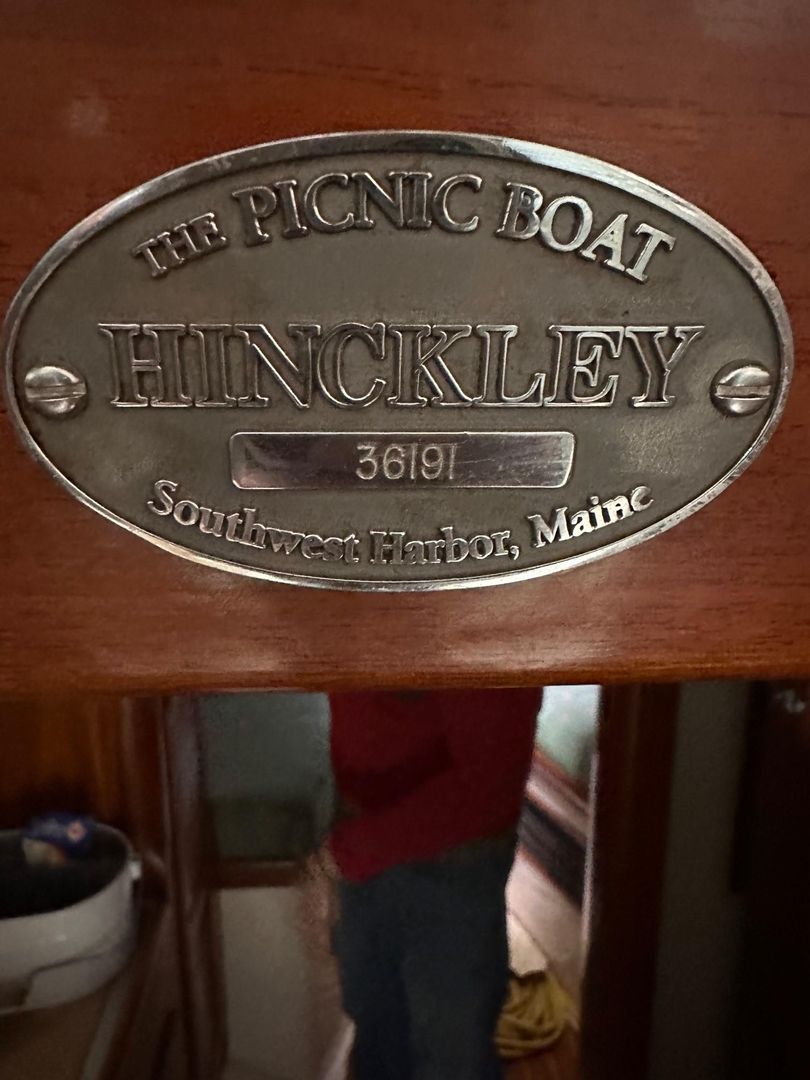 THE PICNIC BOAT
HINCKLEY
36191
Southwest Harbor, Maine